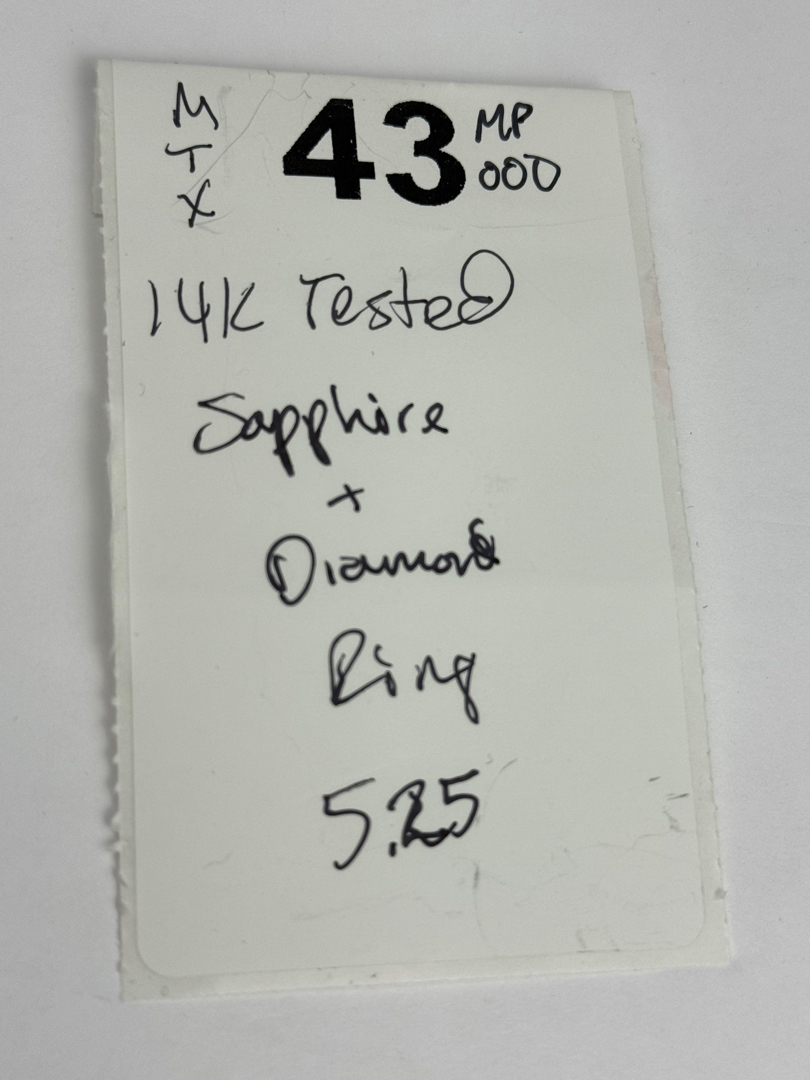 M
T
X
43
MP
000
14K Tested
Sapphire
+
Diamond
Ring
5.25